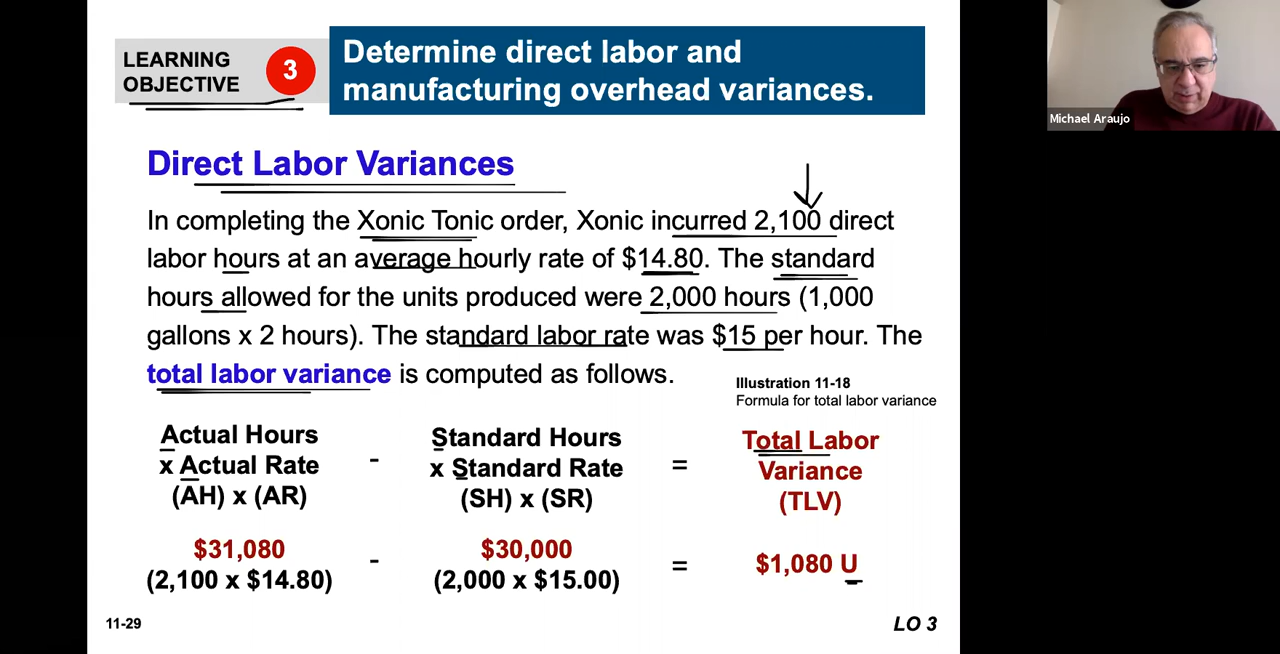 LEARNING
OBJECTIVE
3
Determine direct labor and
manufacturing overhead variances.
Michael Araujo
Direct Labor Variances
In completing the Xonic Tonic order, Xonic incurred 2,100 direct
labor hours at an average hourly rate of $14.80. The standard
hours allowed for the units produced were 2,000 hours (1,000
gallons x 2 hours). The standard labor rate was $15 per hour. The
total labor variance is computed as follows.
Illustration 11-18
Formula for total labor variance
Actual Hours
x Actual Rate
(AH) x (AR)
-
Standard Hours
x Standard Rate
(SH) x (SR)
=
Total Labor
Variance
(TLV)
$31,080
(2,100 x $14.80)
-
$30,000
(2,000 x $15.00)
=
$1,080 U
11-29
LO 3